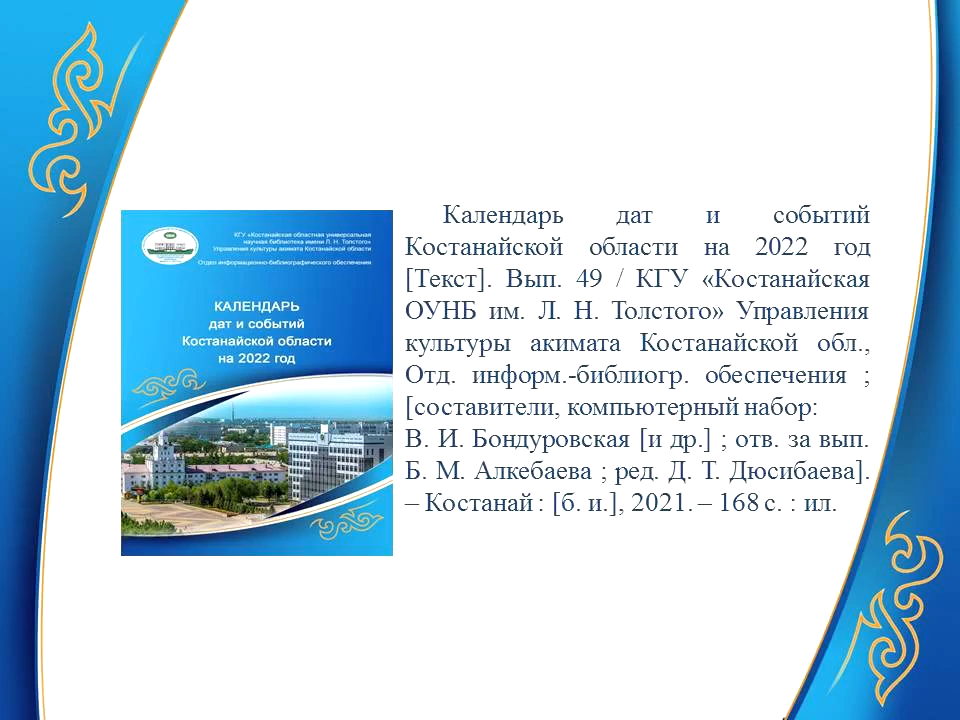 КГУ «Костанайская областная универсальная
научная библиотека имени Л. Н. Толстого»
Управления культуры акимата Костанайской области
Отдел информационно-библиографического обеспечения
КАЛЕНДАРЬ
дат и событий
Костанайской области
на 2022 год
Календарь дат и событий
Костанайской области на 2022 год
[Текст]. Вып. 49 / КГУ «Костанайская
ОУНБ им. Л. Н. Толстого» Управления
культуры акимата Костанайской обл.,
Отд. информ.-библиогр. обеспечения ;
[составители, компьютерный набор:
В. И. Бондуровская [и др.] ; отв. за вып.
Б. М. Алкебаева ; ред. Д. Т. Дюсибаева].
– Костанай : [б. и.], 2021. – 168 с. : ил.